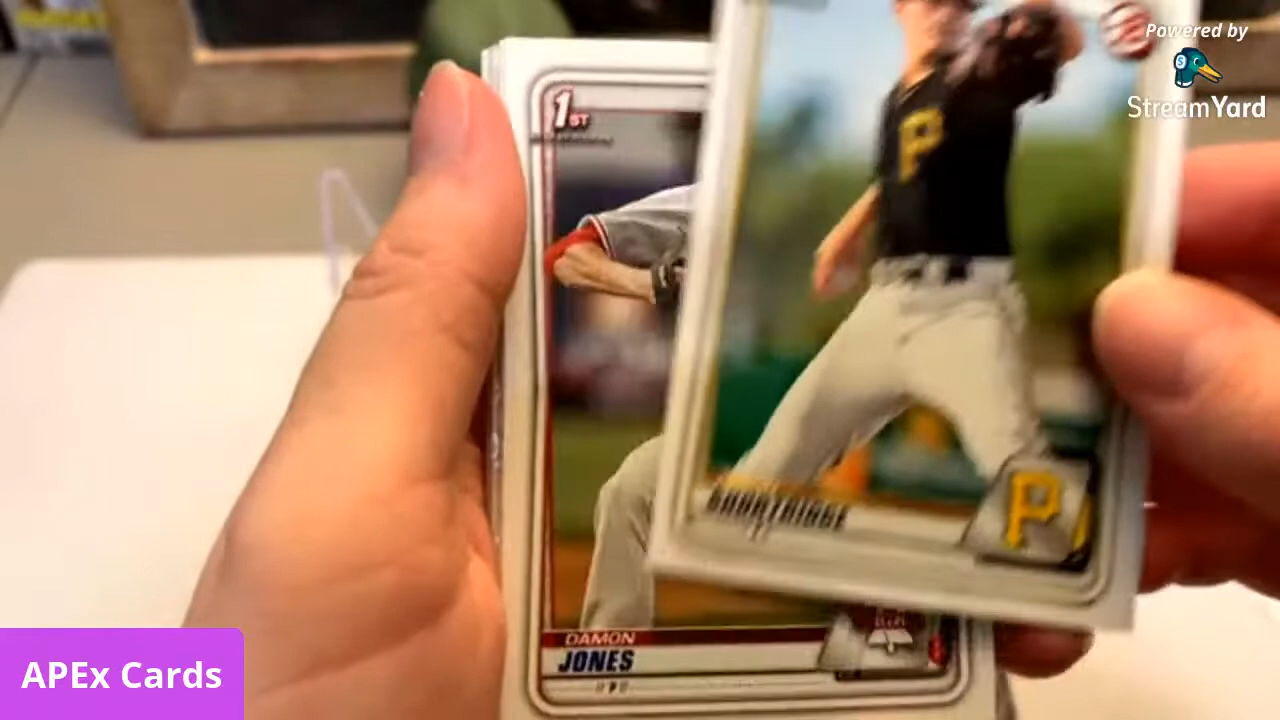 Powered by
StreamYard
1ST
P
P
DAMON
JONES
APEx Cards